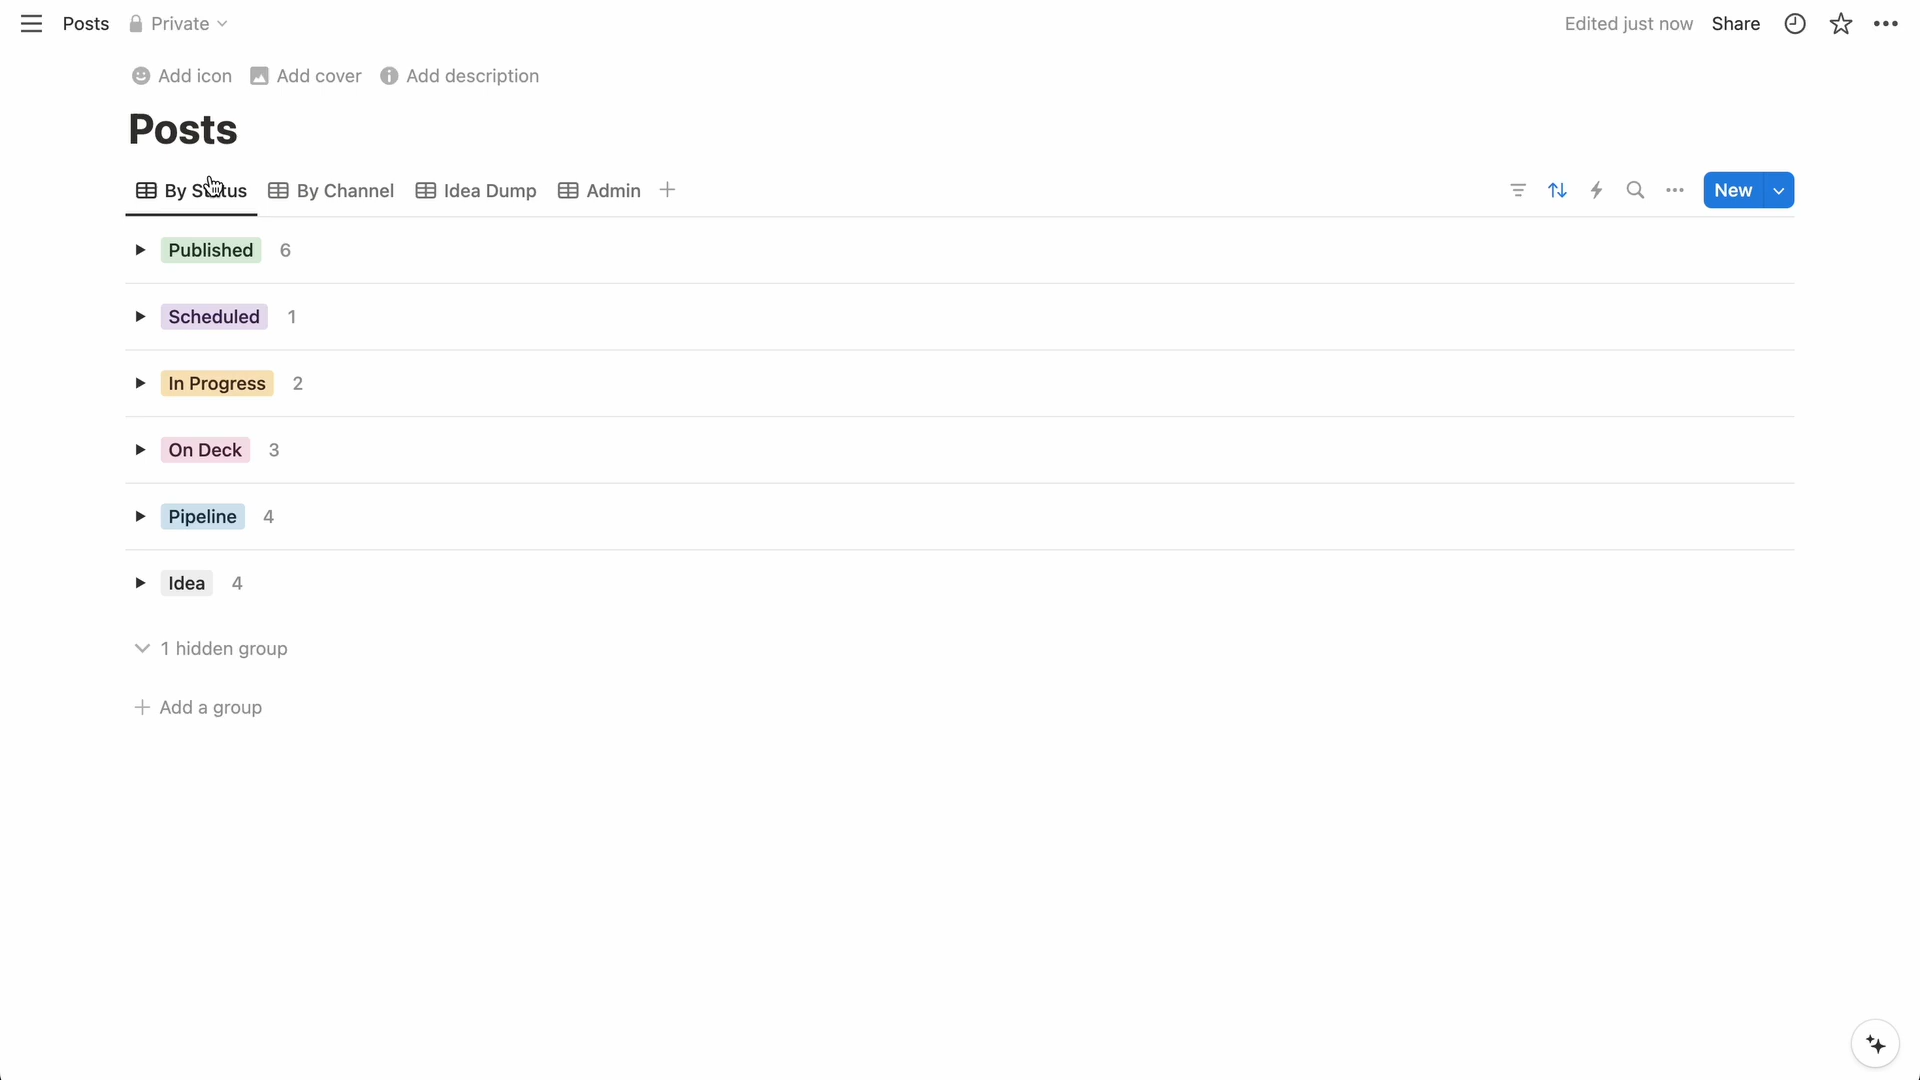 Posts Private Edited just now Share
Add icon Add cover Add description
Posts
By Status By Channel Idea Dump Admin New
Published 6
Scheduled 1
In Progress 2
On Deck 3
Pipeline 4
Idea 4
1 hidden group
Add a group